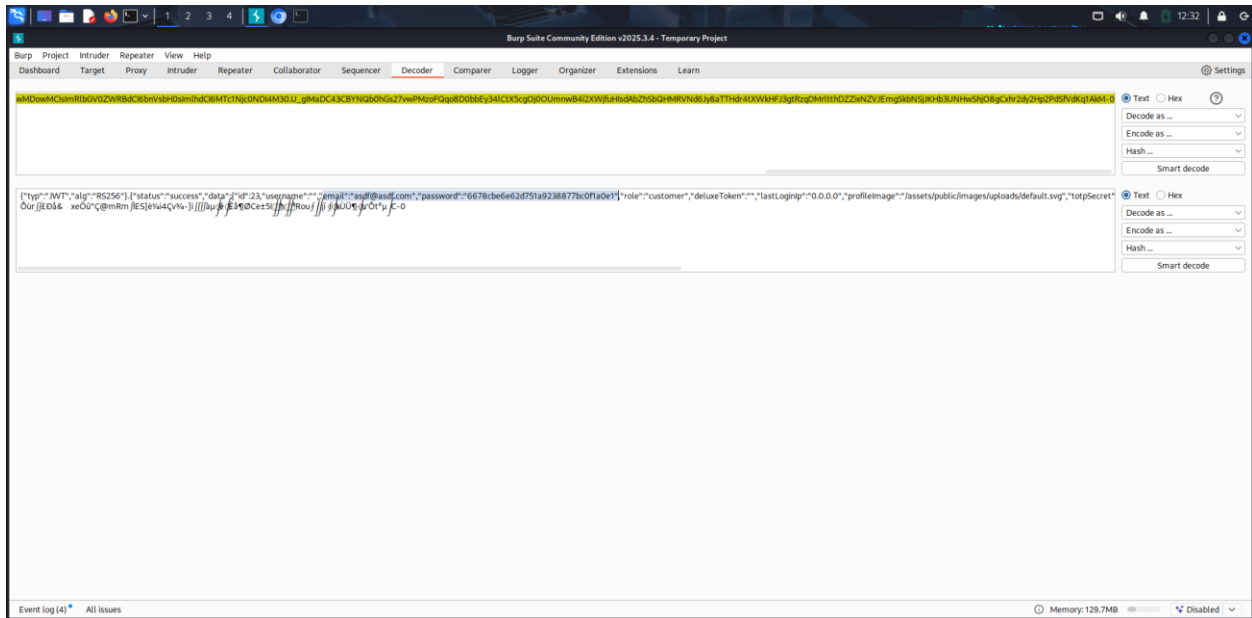 1 2 3 4 12:32
Burp Suite Community Edition v2025.3.4 - Temporary Project
Burp Project Intruder Repeater View Help
Dashboard Target Proxy Intruder Repeater Collaborator Sequencer Decoder Comparer Logger Organizer Extensions Learn Settings
Text Hex
Decode as ...
Encode as ...
Hash ...
Smart decode
{"typ":"JWT","alg":"RS256"}.{"status":"success","data":{"id":23,"username":"","email":"asdf@asdf.com","password":"6678cbe6e62d751a9238877bc0f1a0e1","role":"customer","deluxeToken":"","lastLoginIp":"0.0.0.0","profileImage":"/assets/public/images/uploads/default.svg","totpSecret"
Text Hex
Decode as ...
Encode as ...
Hash ...
Smart decode
Event log (4) All issues Memory: 129.7MB Disabled